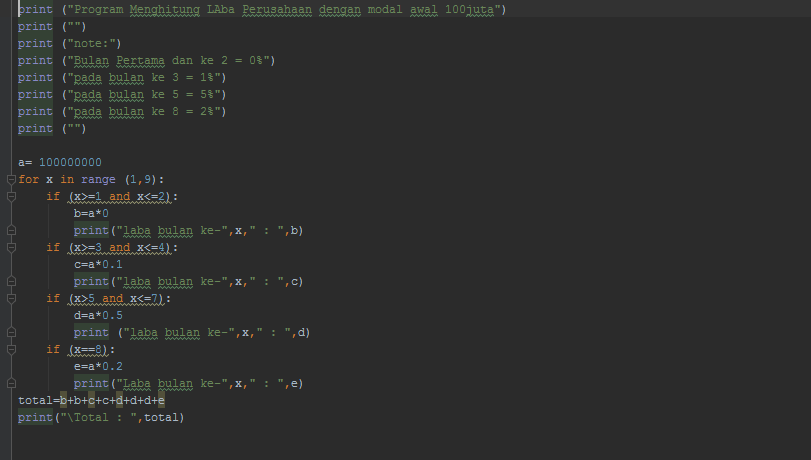 print ("Program Menghitung LAba Perusahaan dengan modal awal 100juta")
print ("")
print ("note:")
print ("Bulan Pertama dan ke 2 = 0%")
print ("pada bulan ke 3 = 1%")
print ("pada bulan ke 5 = 5%")
print ("pada bulan ke 8 = 2%")
print ("")

a= 100000000
for x in range (1,9):
    if (x>=1 and x<=2):
        b=a*0
        print("laba bulan ke-",x," : ",b)
    if (x>=3 and x<=4):
        c=a*0.1
        print("laba bulan ke-",x," : ",c)
    if (x>5 and x<=7):
        d=a*0.5
        print ("laba bulan ke-",x," : ",d)
    if (x==8):
        e=a*0.2
        print("Laba bulan ke-",x," : ",e)
total=b+b+c+c+d+d+d+e
print("\Total : ",total)